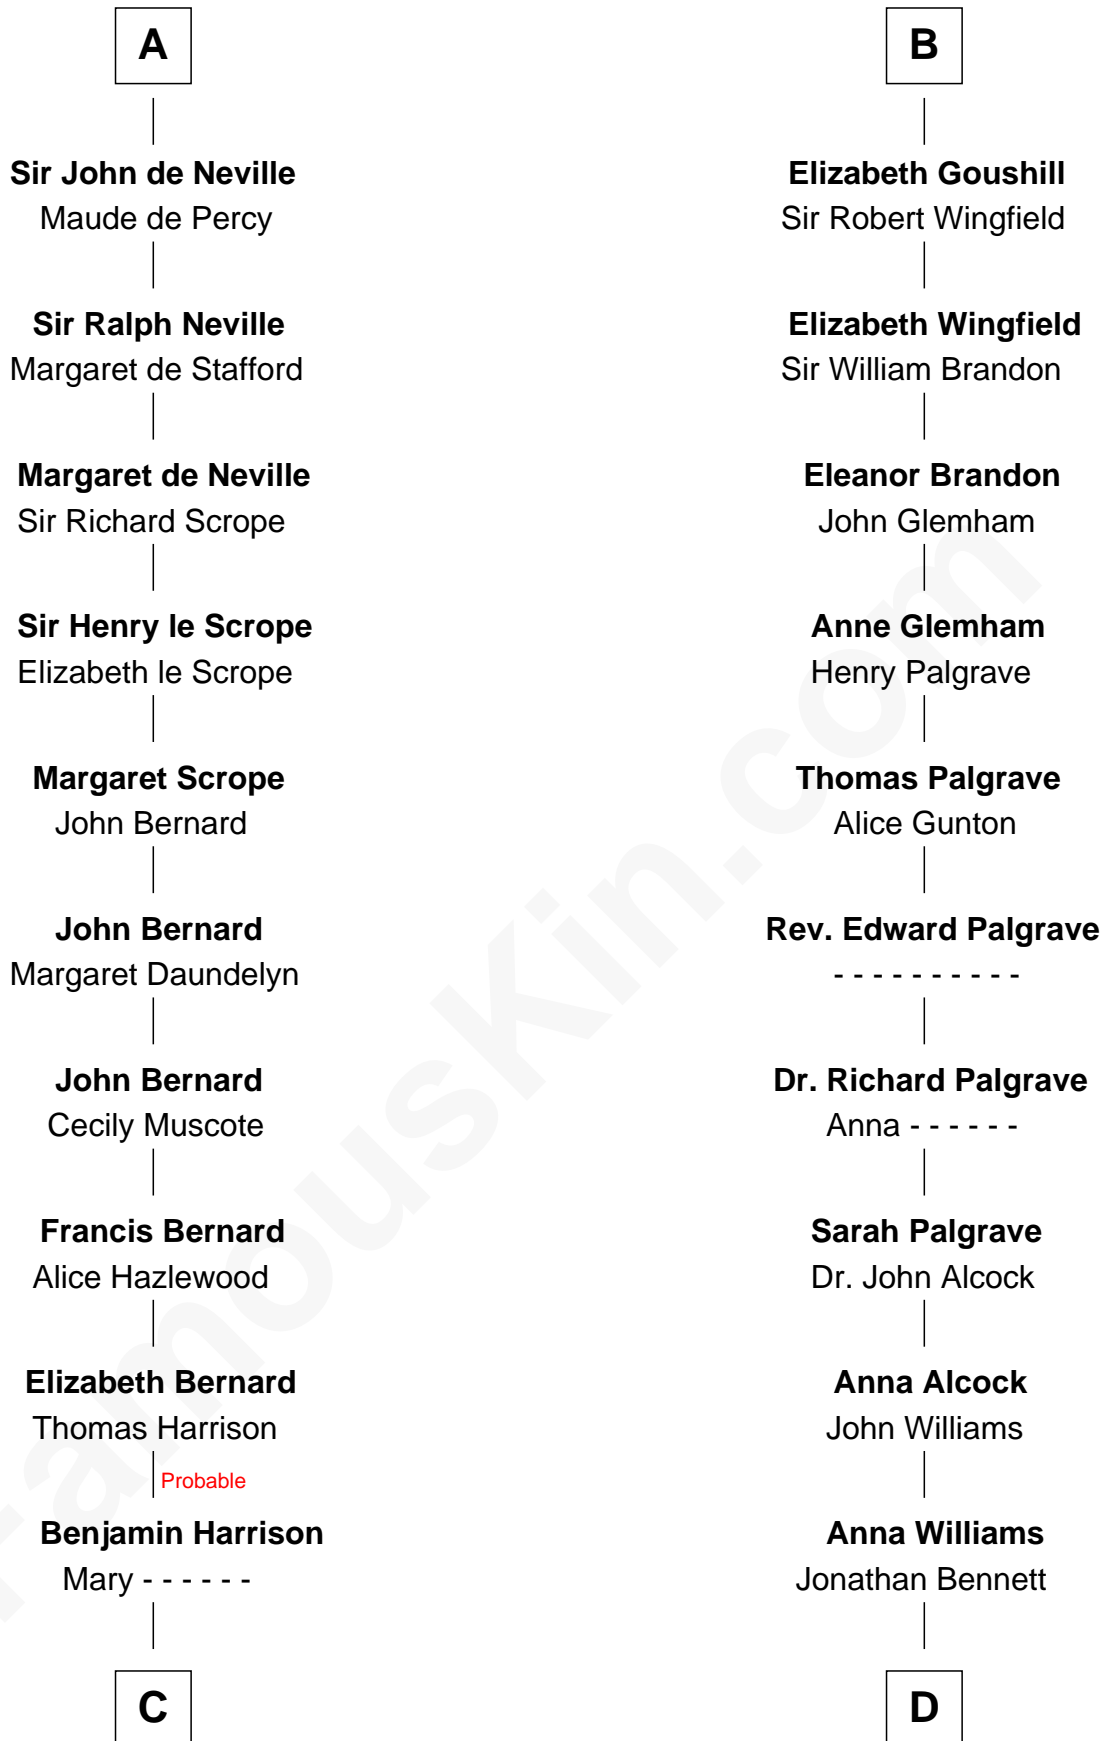 A
Sir John de Neville
Maude de Percy
Sir Ralph Neville
Margaret de Stafford
Margaret de Neville
Sir Richard Scrope
Sir Henry le Scrope
Elizabeth le Scrope
Margaret Scrope
John Bernard
John Bernard
Margaret Daundelyn
John Bernard
Cecily Muscote
Francis Bernard
Alice Hazlewood
Elizabeth Bernard
Thomas Harrison
Probable
Benjamin Harrison
Mary - - - - - -
C
B
Elizabeth Goushill
Sir Robert Wingfield
Elizabeth Wingfield
Sir William Brandon
Eleanor Brandon
John Glemham
Anne Glemham
Henry Palgrave
Thomas Palgrave
Alice Gunton
Rev. Edward Palgrave
- - - - - - - - - -
Dr. Richard Palgrave
Anna - - - - - -
Sarah Palgrave
Dr. John Alcock
Anna Alcock
John Williams
Anna Williams
Jonathan Bennett
D
FamousKin.com